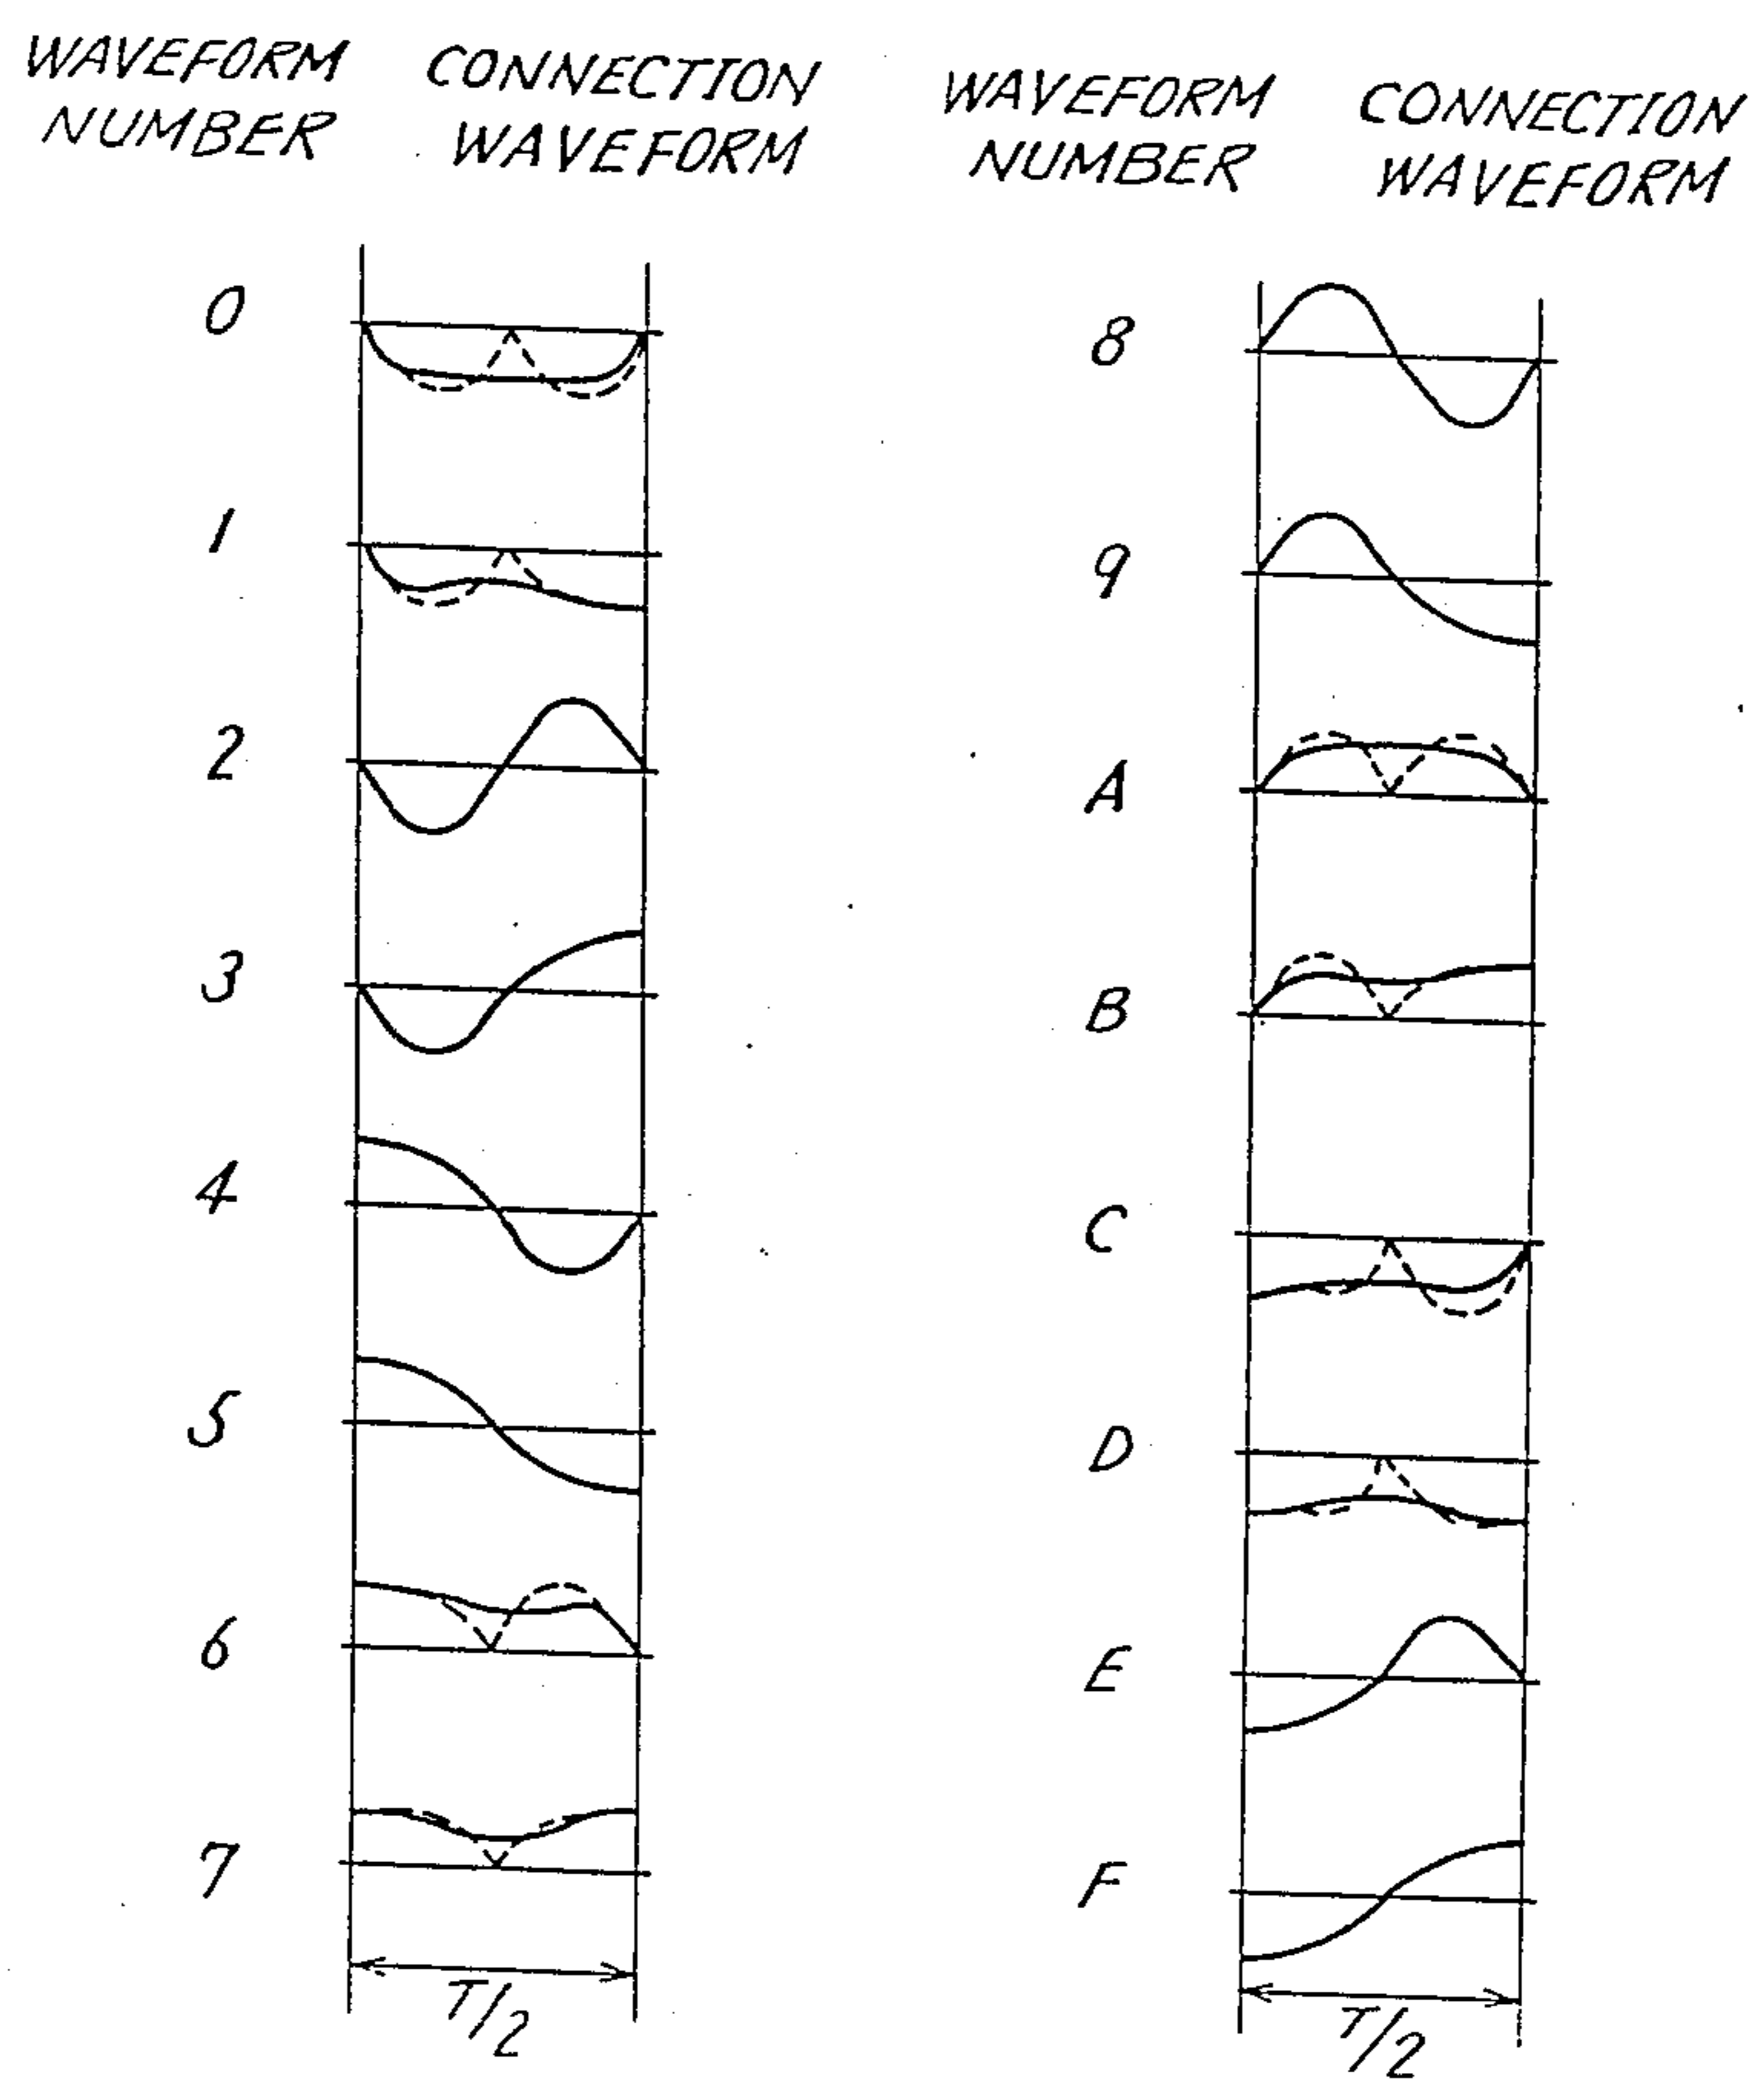 WAVEFORM NUMBER
CONNECTION WAVEFORM
0
1
2
3
4
5
6
7
T/2
WAVEFORM NUMBER
CONNECTION WAVEFORM
8
9
A
B
C
D
E
F
T/2